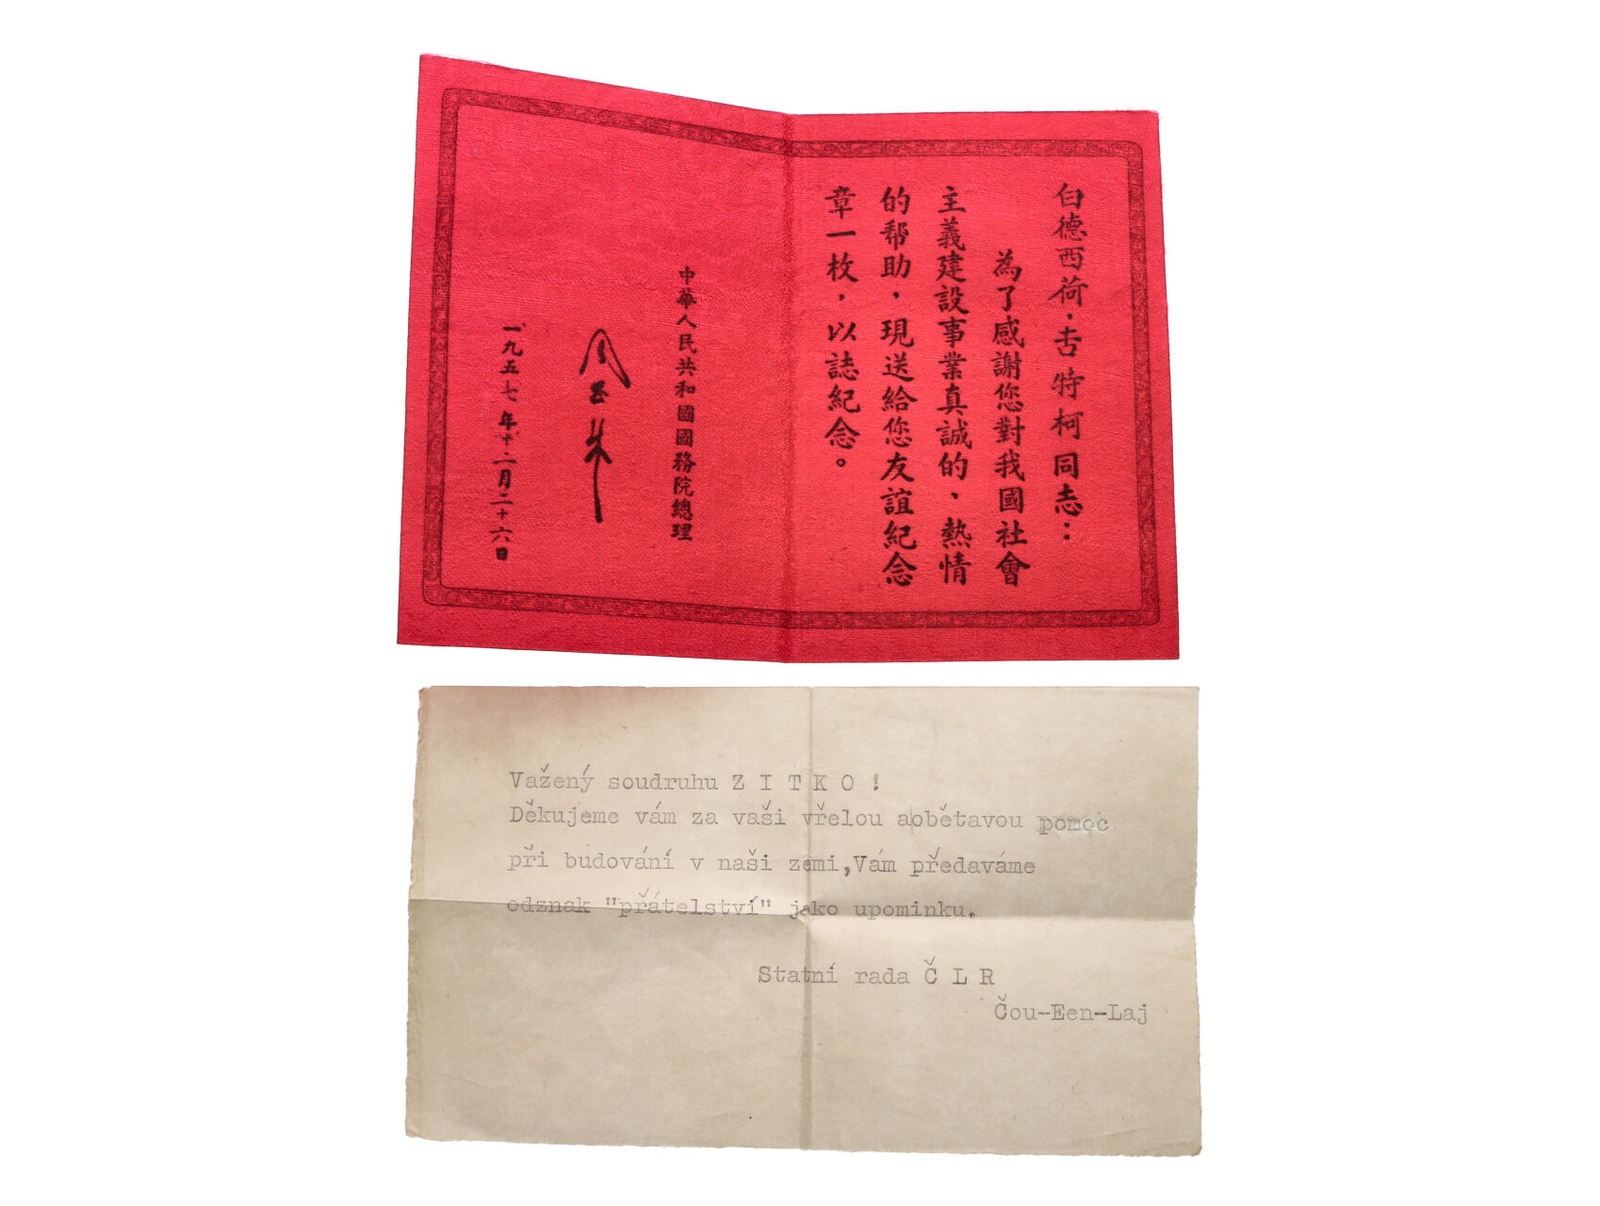 臼德西荷·吉特柯同志：
為了感謝您對我國社會
主義建設事業真誠的、熱情
的帮助、現送給您友誼紀念
章一枚，以誌紀念。
中華人民共和國國務院總理
周恩来
一九五七年十二月二十六日
Važený soudruhu Z I T K O !
Děkujeme vám za vaši vřelou aobětavou pomoc
při budování v naši zemi,Vám předaváme
odznak "přátelství" jako upominku.
Statní rada Č L R
Čou-Een-Laj